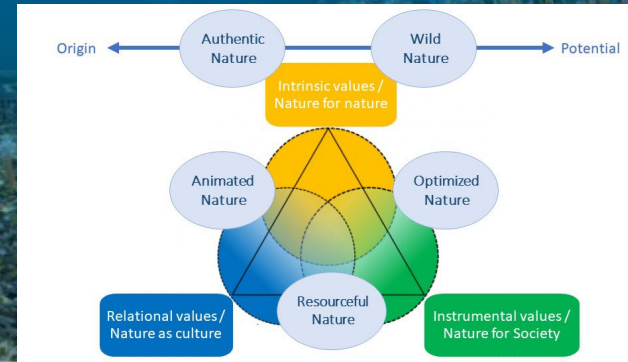 Origin
Authentic
Nature
Wild
Nature
Potential
Intrinsic values /
Nature for nature
Animated
Nature
Optimized
Nature
Relational values /
Nature as culture
Resourceful
Nature
Instrumental values /
Nature for Society